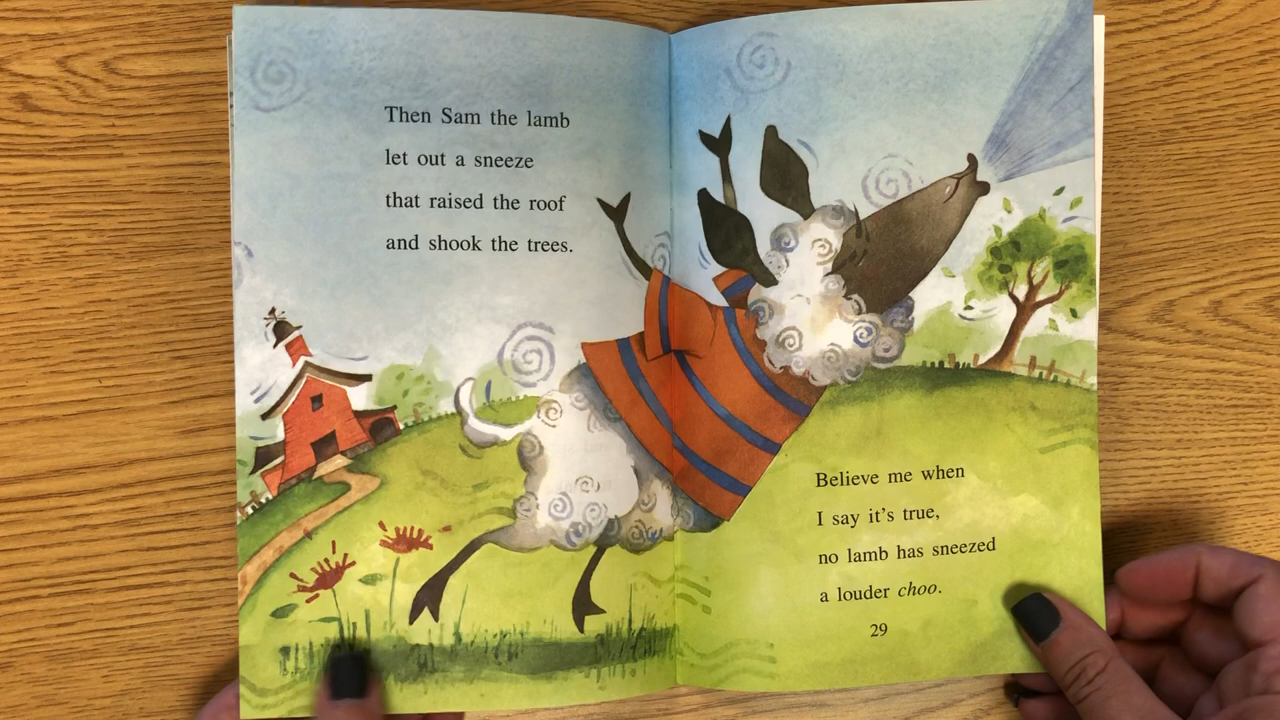 Then Sam the lamb
let out a sneeze
that raised the roof
and shook the trees.
Believe me when
I say it's true,
no lamb has sneezed
a louder choo.
29